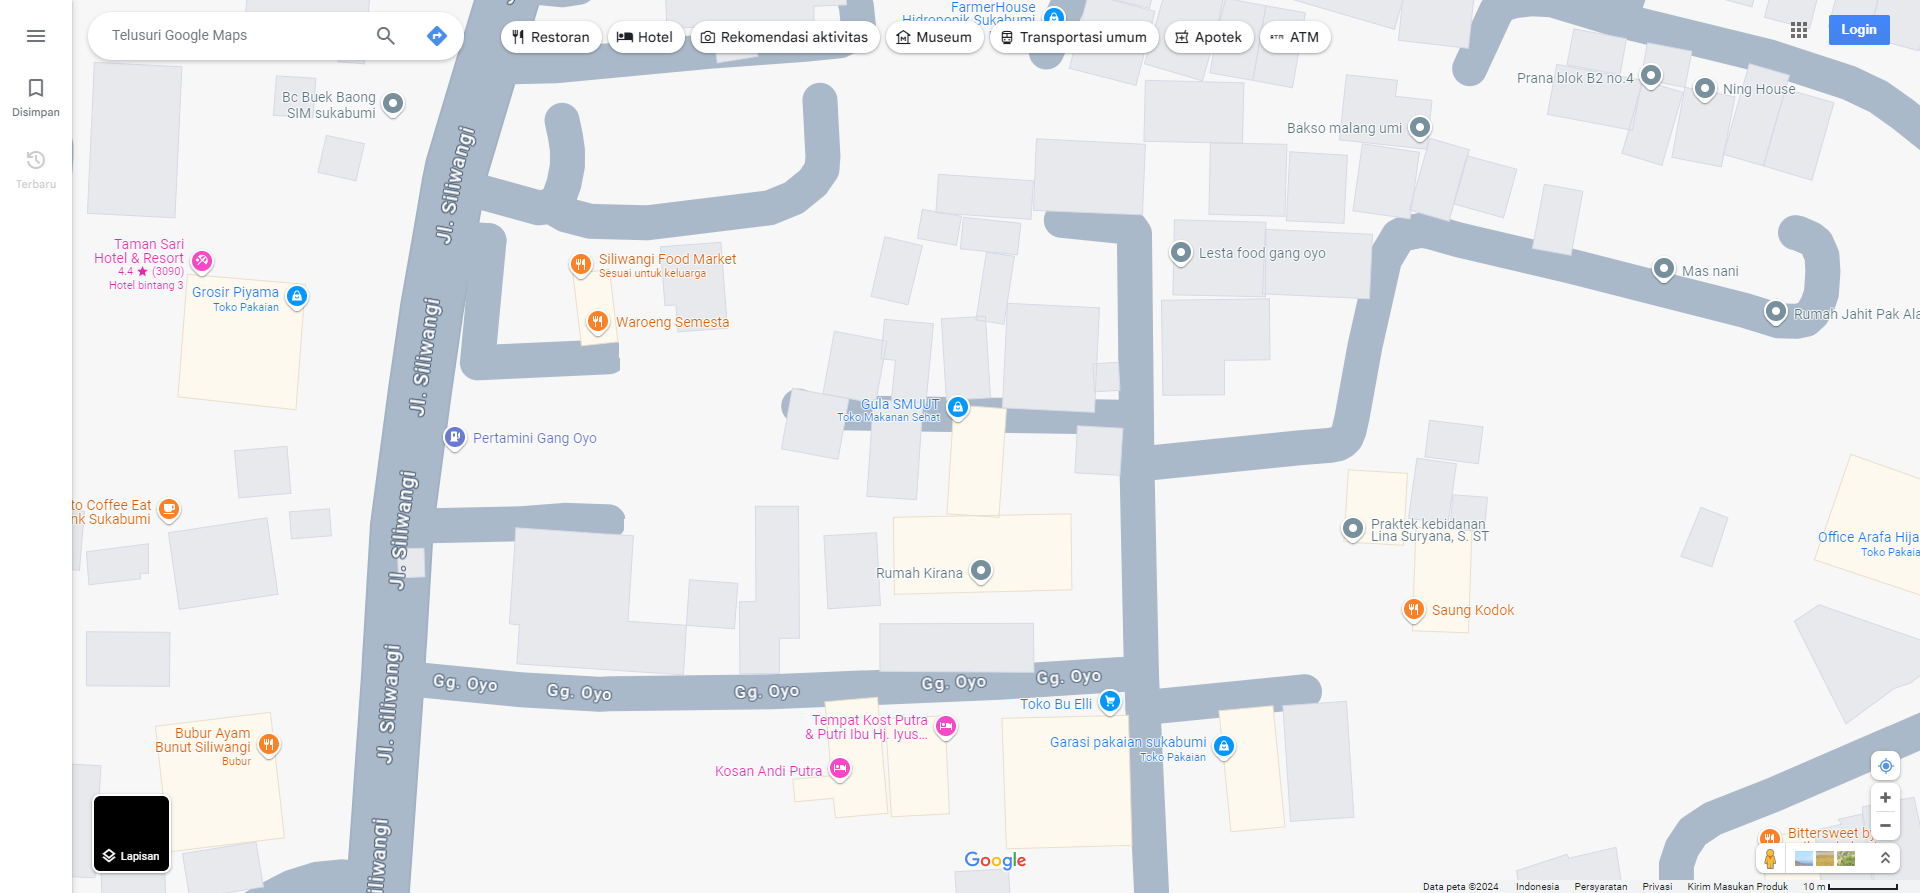 Telusuri Google Maps
Restoran
Hotel
Rekomendasi aktivitas
Museum
Transportasi umum
Apotek
ATM
Login
Disimpan
Terbaru
FarmerHouse
Hidroponik Sukabumi
Bc Buek Baong
SIM sukabumi
Prana blok B2 no.4
Ning House
Bakso malang umi
Jl. Siliwangi
Taman Sari
Hotel & Resort
4.4 ★ (3090)
Hotel bintang 3
Grosir Piyama
Toko Pakaian
Siliwangi Food Market
Sesuai untuk keluarga
Waroeng Semesta
Lesta food gang oyo
Mas nani
Rumah Jahit Pak Ala
Jl. Siliwangi
Gula SMUUT
Toko Makanan Sehat
Pertamini Gang Oyo
to Coffee Eat
nk Sukabumi
Jl. Siliwangi
Praktek kebidanan
Lina Suryana, S. ST
Office Arafa Hija
Toko Pakaia
Rumah Kirana
Saung Kodok
Jl. Siliwangi
Gg. Oyo
Gg. Oyo
Gg. Oyo
Gg. Oyo
Gg. Oyo
Toko Bu Elli
Tempat Kost Putra
& Putri Ibu Hj. Iyus...
Kosan Andi Putra
Garasi pakaian sukabumi
Toko Pakaian
Bubur Ayam
Bunut Siliwangi
Bubur
iliwangi
Bittersweet by
Lapisan
Google
Data peta ©2024
Indonesia
Persyaratan
Privasi
Kirim Masukan Produk
10 m